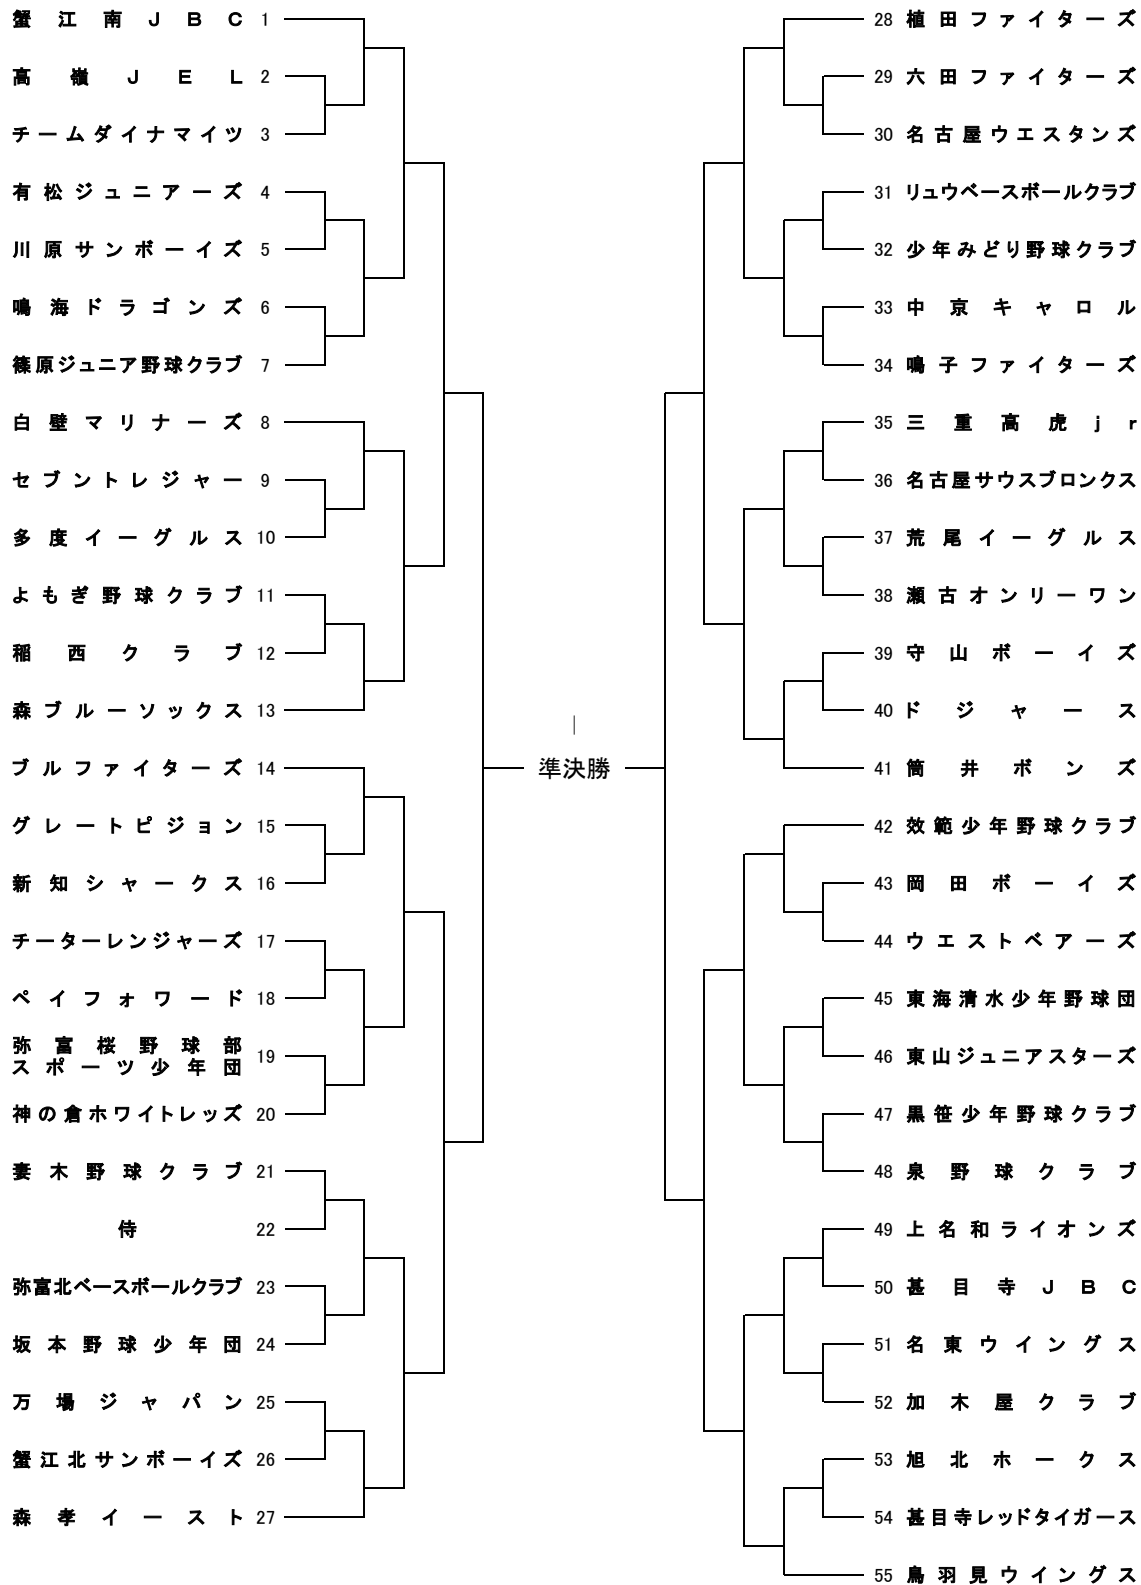 蟹江南JBC 1
高嶺JEL 2
チームダイナマイツ 3
有松ジュニアーズ 4
川原サンボーイズ 5
鳴海ドラゴンズ 6
篠原ジュニア野球クラブ 7
白壁マリナーズ 8
セブントレジャー 9
多度イーグルス 10
よもぎ野球クラブ 11
稲西クラブ 12
森ブルーソックス 13
ブルファイターズ 14
グレートピジョン 15
新知シャークス 16
チーターレンジャーズ 17
ペイフォワード 18
弥富桜野球部
スポーツ少年団 19
神の倉ホワイトレッズ 20
妻木野球クラブ 21
侍 22
弥富北ベースボールクラブ 23
坂本野球少年団 24
万場ジャパン 25
蟹江北サンボーイズ 26
森孝イースト 27
準決勝
28 植田ファイターズ
29 六田ファイターズ
30 名古屋ウエスタンズ
31 リュウベースボールクラブ
32 少年みどり野球クラブ
33 中京キャロル
34 鳴子ファイターズ
35 三重高虎jr
36 名古屋サウスブロンクス
37 荒尾イーグルス
38 瀬古オンリーワン
39 守山ボーイズ
40 ドジャース
41 筒井ボンズ
42 効範少年野球クラブ
43 岡田ボーイズ
44 ウエストベアーズ
45 東海清水少年野球団
46 東山ジュニアスターズ
47 黒笹少年野球クラブ
48 泉野球クラブ
49 上名和ライオンズ
50 甚目寺JBC
51 名東ウイングス
52 加木屋クラブ
53 旭北ホークス
54 甚目寺レッドタイガース
55 鳥羽見ウイングス